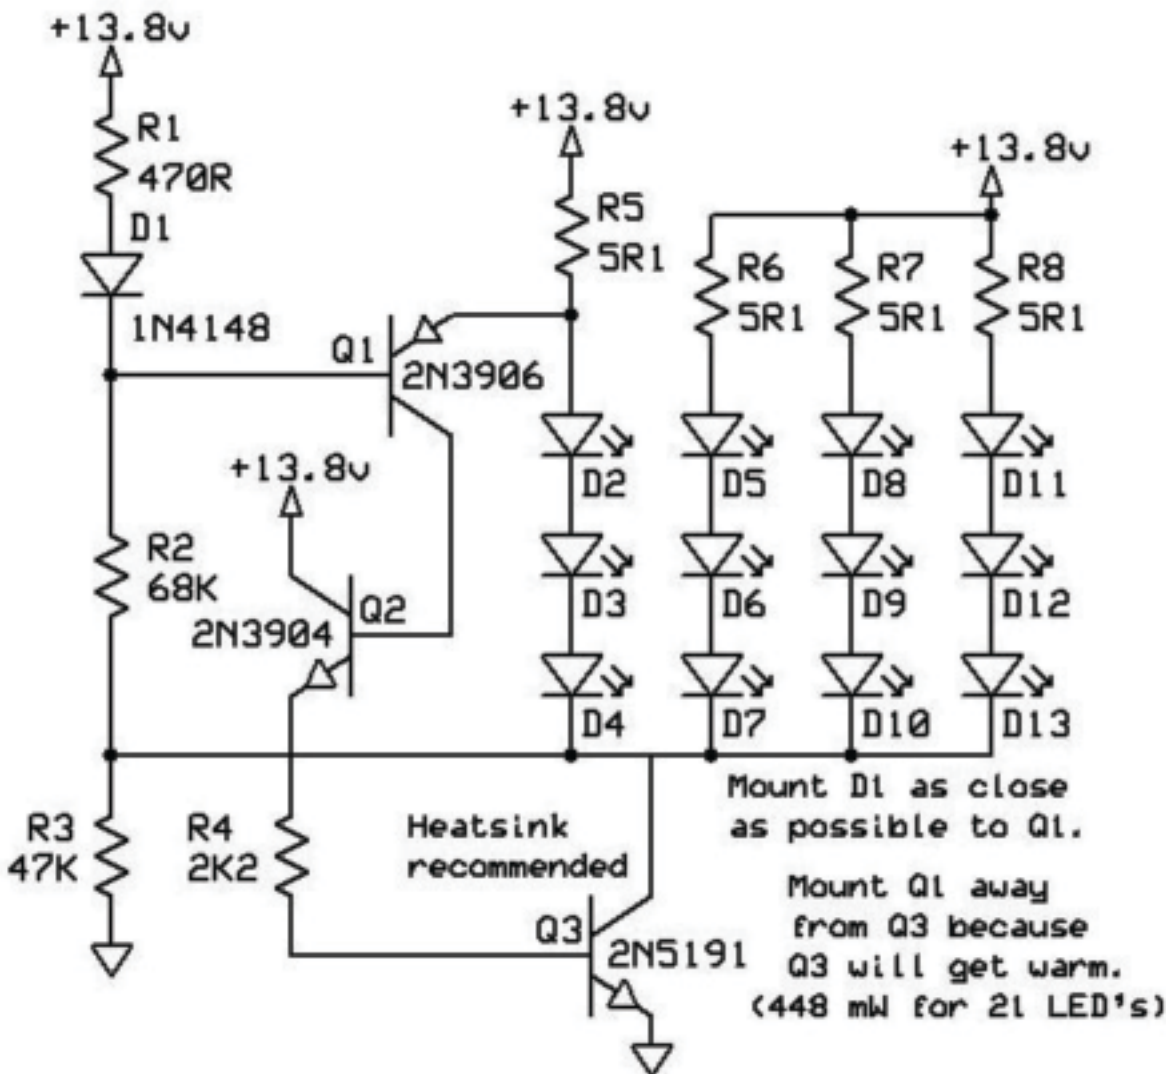 +13.8v
R1
470R
D1
1N4148
+13.8v
R5
5R1
+13.8v
R6
5R1
R7
5R1
R8
5R1
Q1
2N3906
+13.8v
R2
68K
2N3904
Q2
D2
D5
D8
D11
D3
D6
D9
D12
D4
D7
D10
D13
R3
47K
R4
2K2
Heatsink
recommended
Mount D1 as close
as possible to Q1.
Q3
2N5191
Mount Q1 away
from Q3 because
Q3 will get warm.
(448 mW for 21 LED's)